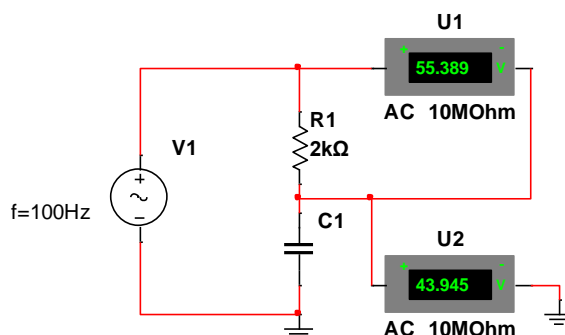 U1
+ -
55.389 V
AC 10MOhm
R1
2kΩ
V1
+
~
−
f=100Hz
C1
U2
+ -
43.945 V
AC 10MOhm